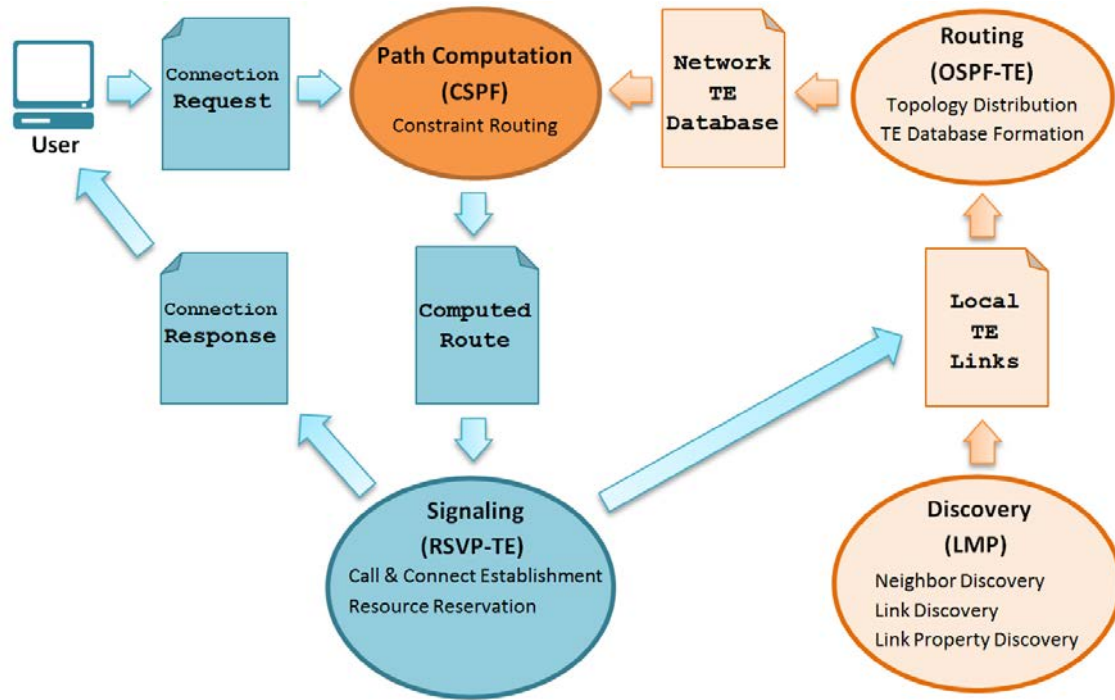 User
Connection
Request
Path Computation
(CSPF)
Constraint Routing
Network
TE
Database
Routing
(OSPF-TE)
Topology Distribution
TE Database Formation
Connection
Response
Computed
Route
Local
TE
Links
Signaling
(RSVP-TE)
Call & Connect Establishment
Resource Reservation
Discovery
(LMP)
Neighbor Discovery
Link Discovery
Link Property Discovery